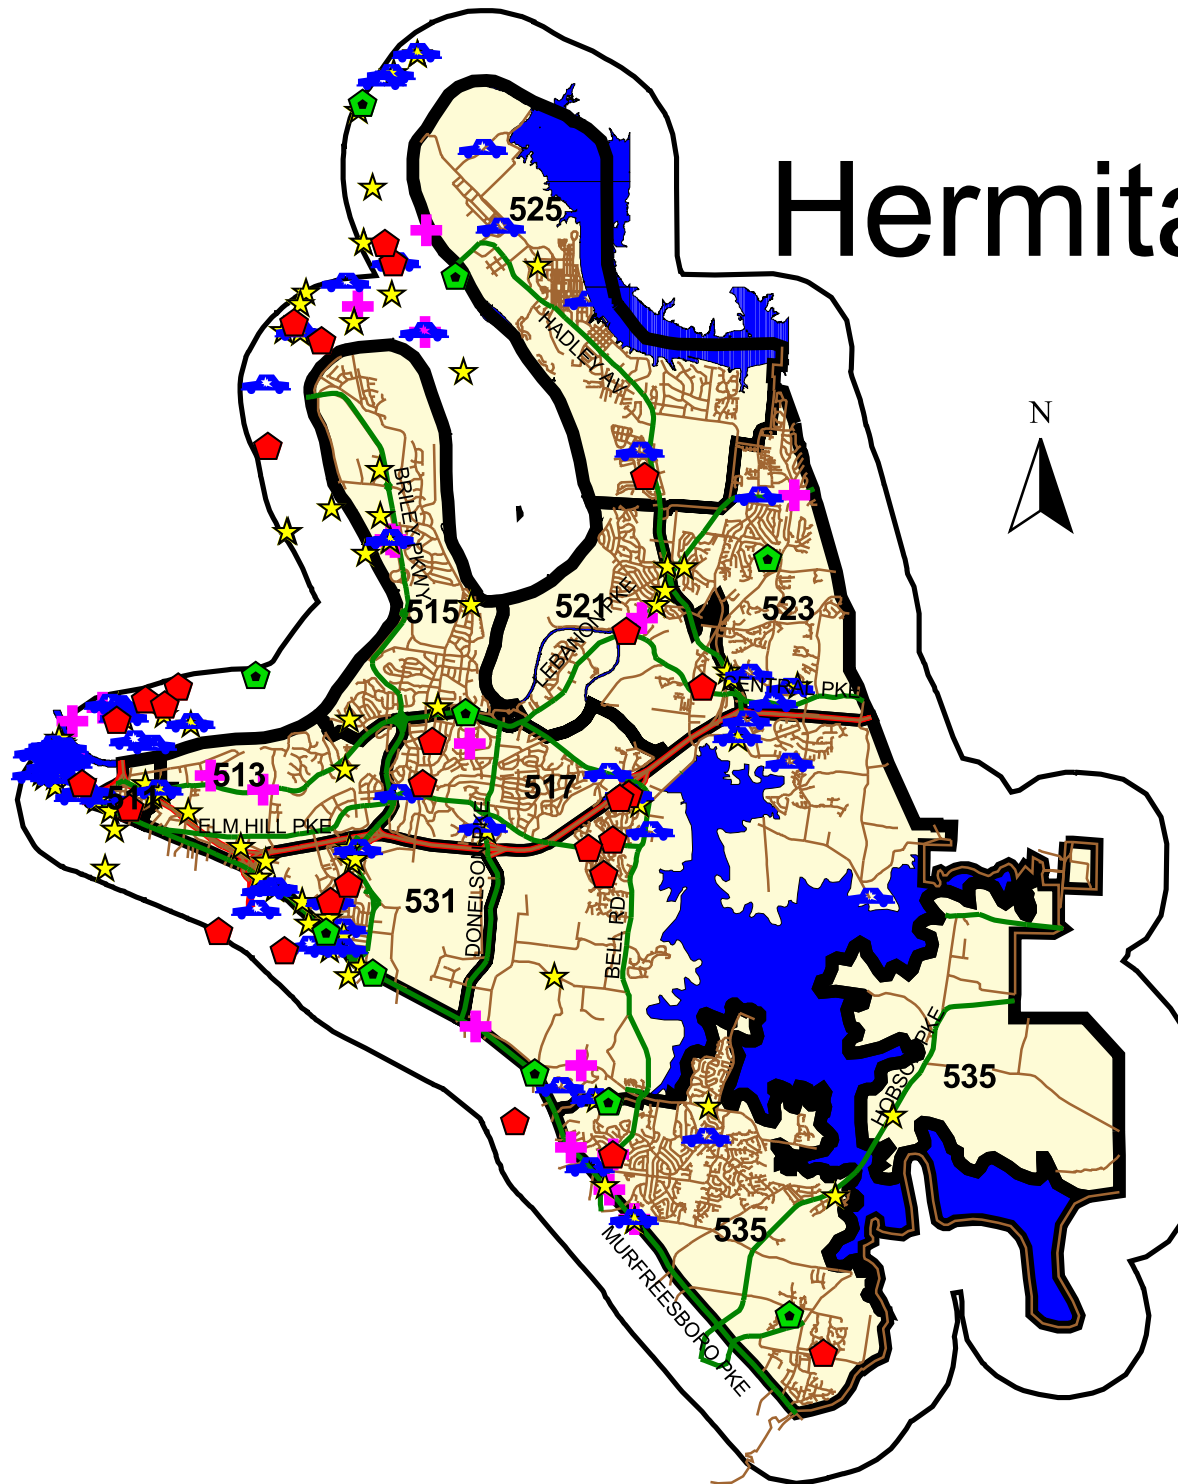 Hermita
525
HADLEY AV
N
BRILEY PKWY
515
521
523
LEBANON PKE
CENTRAL PKE
513
517
511
ELM HILL PKE
531
DONELSON PKE
BELL RD
HOBSON PKE
535
535
MURFREESBORO PKE